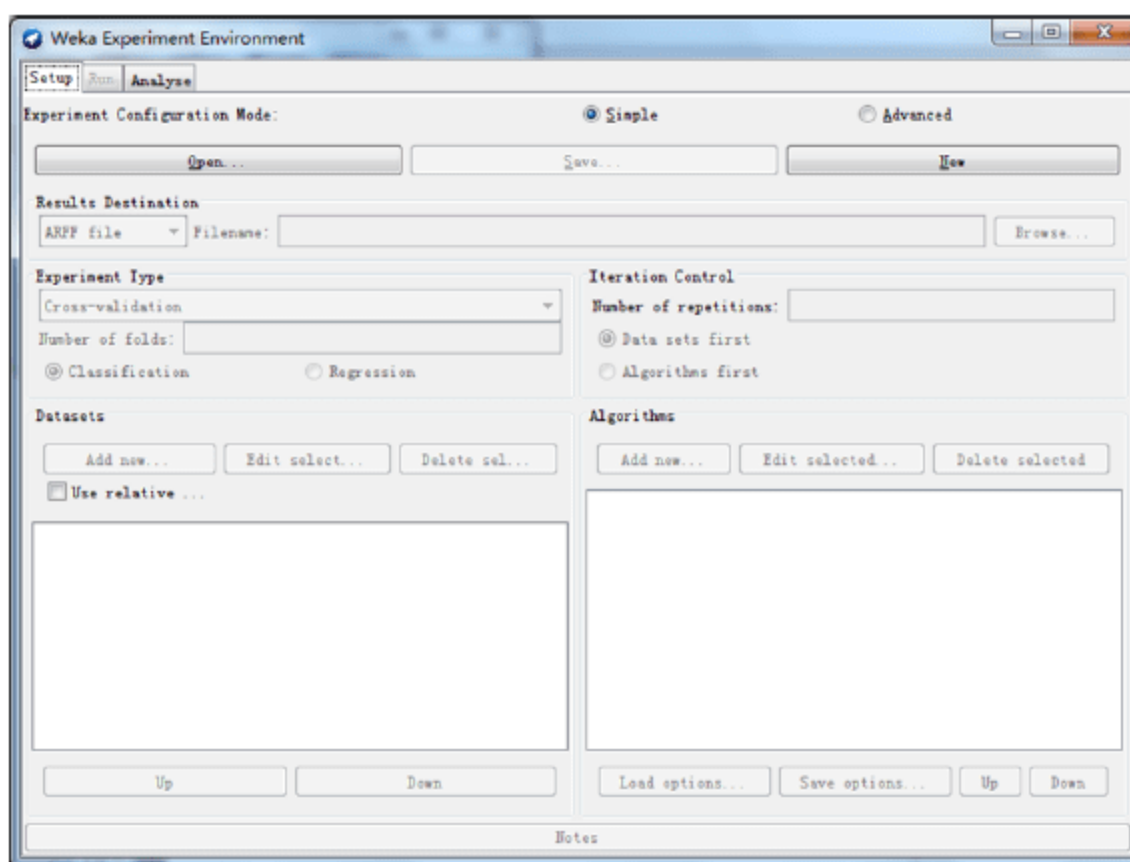 Weka Experiment Environment
Setup Run Analyse
Experiment Configuration Mode: Simple Advanced
Open... Save... New
Results Destination
ARFF file Filename: Browse...
Experiment Type Iteration Control
Cross-validation Number of repetitions:
Number of folds: Data sets first
Classification Regression Algorithms first
Datasets Algorithms
Add new... Edit select... Delete sel... Add new... Edit selected... Delete selected
Use relative ...
Up Down Load options... Save options... Up Down
Notes